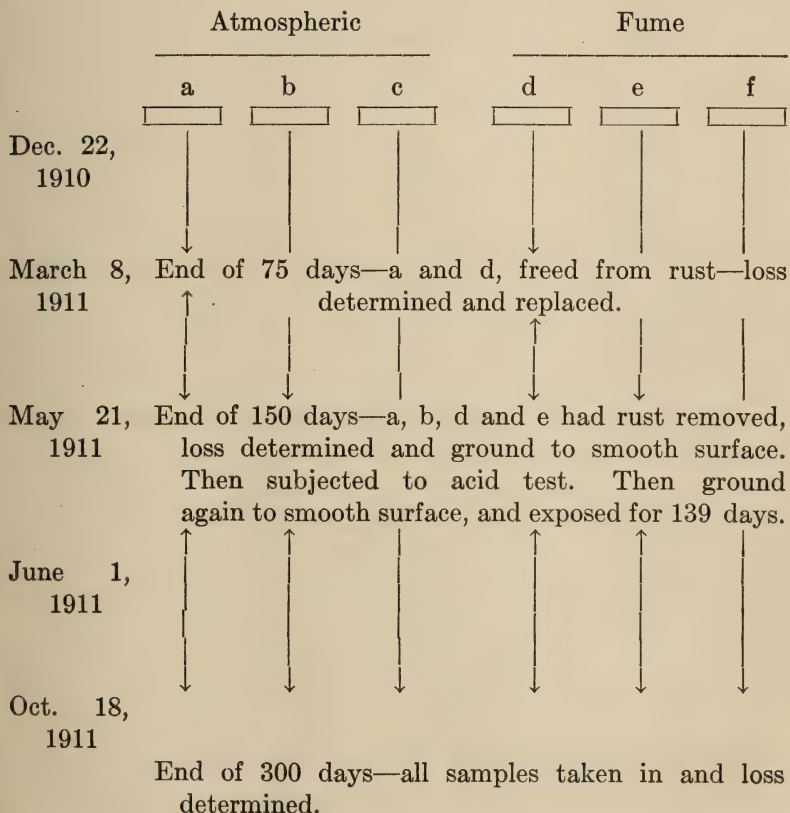 Atmospheric Fume
a b c d e f
Dec. 22,
1910
March 8, End of 75 days—a and d, freed from rust—loss
1911 determined and replaced.
May 21, End of 150 days—a, b, d and e had rust removed,
1911 loss determined and ground to smooth surface.
Then subjected to acid test. Then ground
again to smooth surface, and exposed for 139 days.
June 1,
1911
Oct. 18,
1911
End of 300 days—all samples taken in and loss
determined.